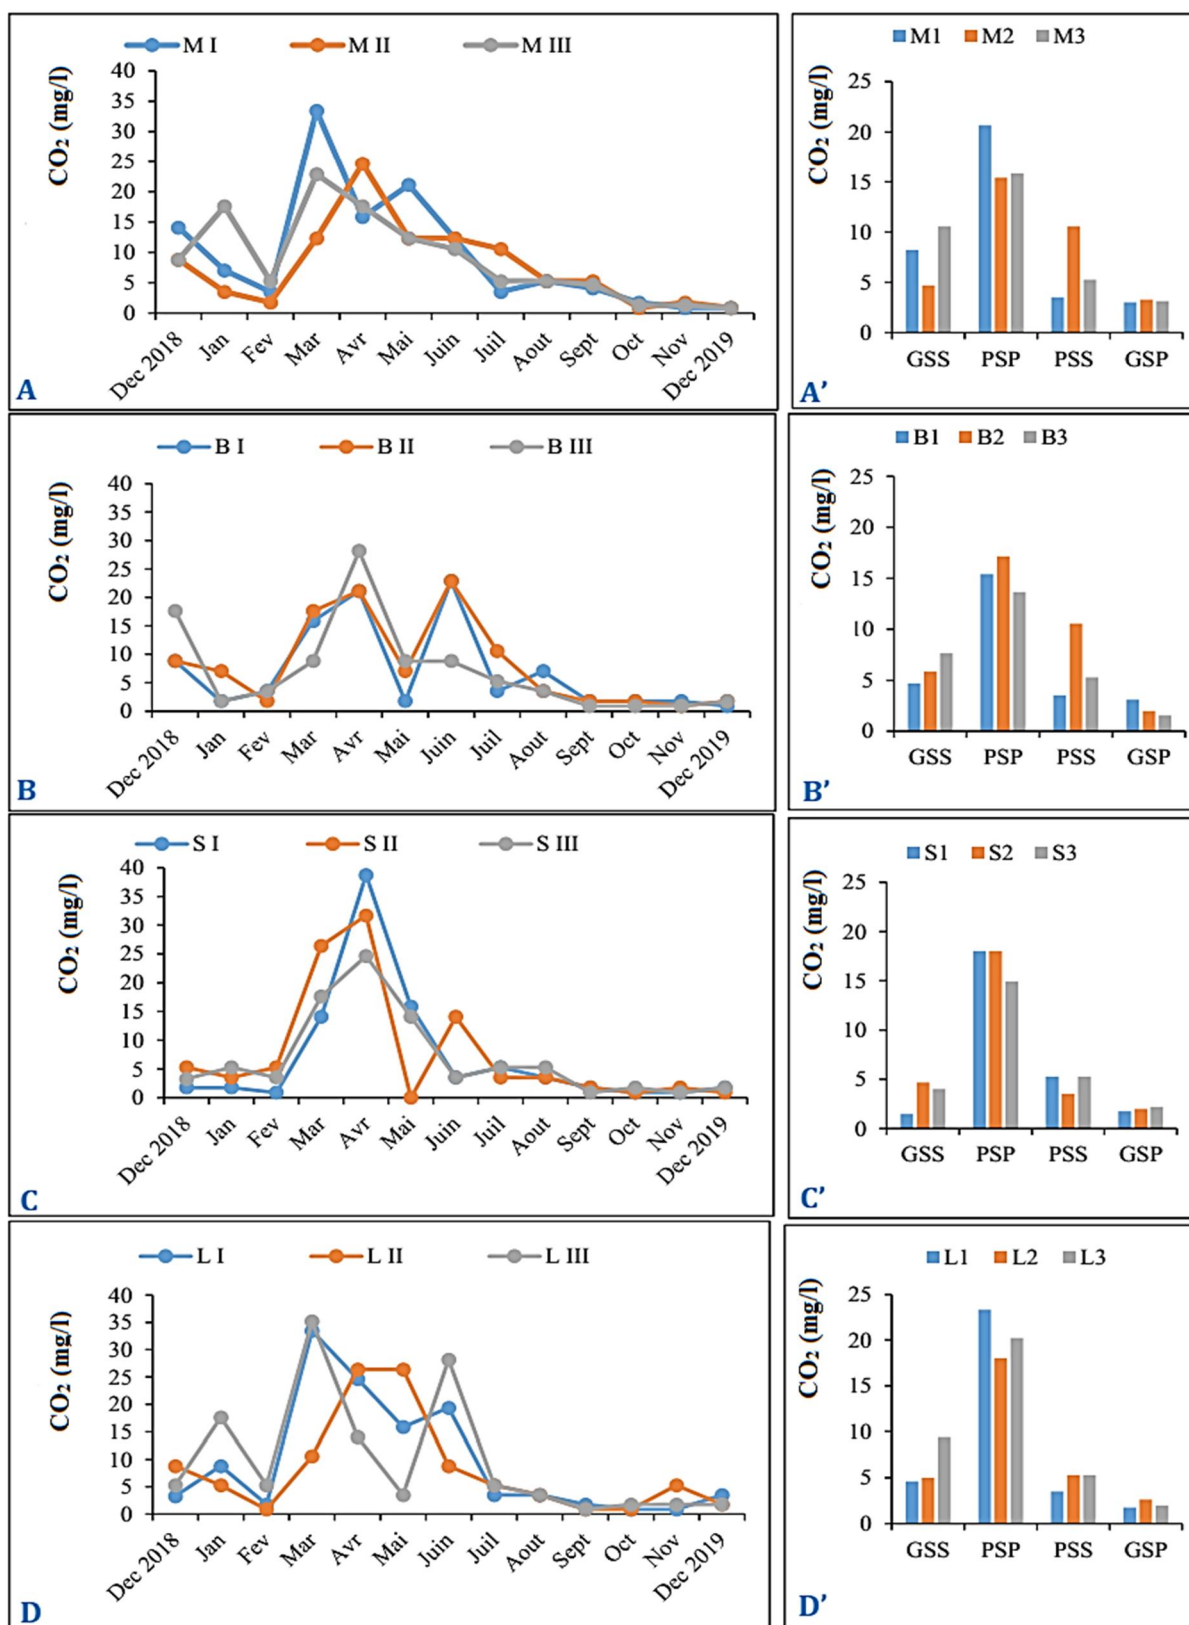 M I M II M III
CO₂ (mg/l)
40
35
30
25
20
15
10
5
0
Dec 2018 Jan Fev Mar Avr Mai Juin Juil Aout Sept Oct Nov Dec 2019
A
M1 M2 M3
CO₂ (mg/l)
25
20
15
10
5
0
GSS PSP PSS GSP
A’
B I B II B III
CO₂ (mg/l)
40
35
30
25
20
15
10
5
0
Dec 2018 Jan Fev Mar Avr Mai Juin Juil Aout Sept Oct Nov Dec 2019
B
B1 B2 B3
CO₂ (mg/l)
25
20
15
10
5
0
GSS PSP PSS GSP
B’
S I S II S III
CO₂ (mg/l)
40
35
30
25
20
15
10
5
0
Dec 2018 Jan Fev Mar Avr Mai Juin Juil Aout Sept Oct Nov Dec 2019
C
S1 S2 S3
CO₂ (mg/l)
25
20
15
10
5
0
GSS PSP PSS GSP
C’
L I L II L III
CO₂ (mg/l)
40
35
30
25
20
15
10
5
0
Dec 2018 Jan Fev Mar Avr Mai Juin Juil Aout Sept Oct Nov Dec 2019
D
L1 L2 L3
CO₂ (mg/l)
25
20
15
10
5
0
GSS PSP PSS GSP
D’